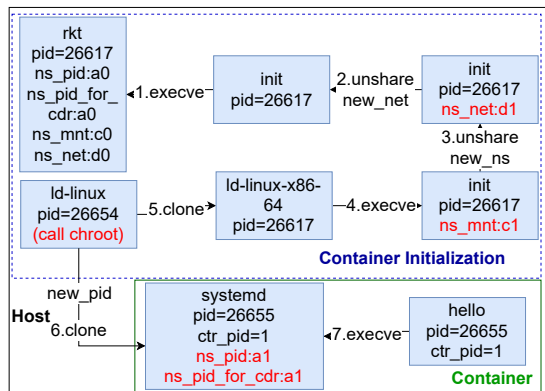 rkt
pid=26617
ns_pid:a0
ns_pid_for_
cdr:a0
ns_mnt:c0
ns_net:d0
1.execve
init
pid=26617
2.unshare
new_net
init
pid=26617
ns_net:d1
3.unshare
new_ns
ld-linux
pid=26654
(call chroot)
5.clone
ld-linux-x86-
64
pid=26617
4.execve
init
pid=26617
ns_mnt:c1
Container Initialization
new_pid
Host
6.clone
systemd
pid=26655
ctr_pid=1
ns_pid:a1
ns_pid_for_cdr:a1
7.execve
hello
pid=26655
ctr_pid=1
Container